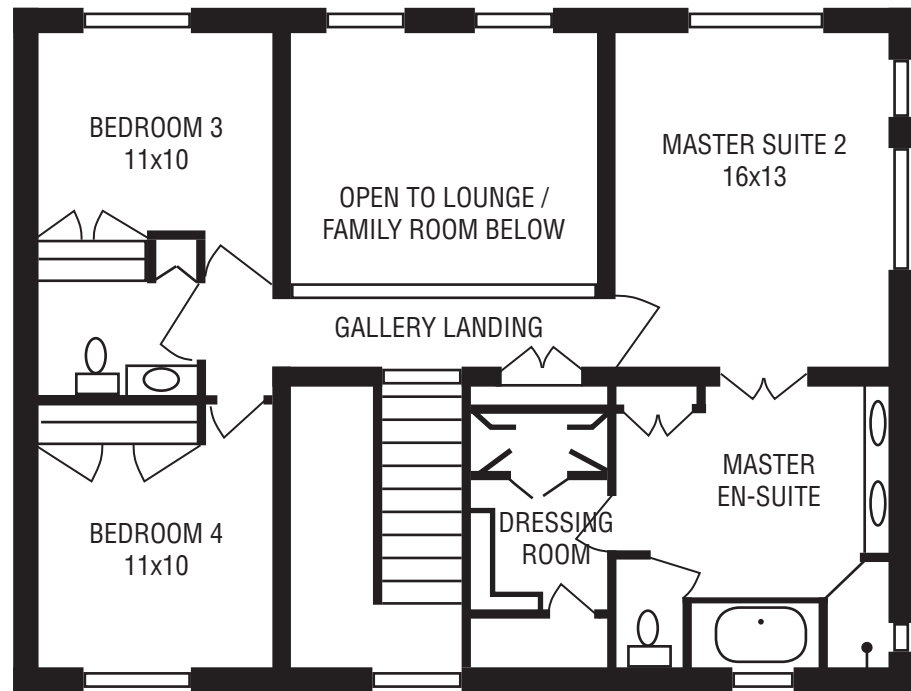 BEDROOM 3
11x10
OPEN TO LOUNGE /
FAMILY ROOM BELOW
MASTER SUITE 2
16x13
GALLERY LANDING
BEDROOM 4
11x10
DRESSING
ROOM
MASTER
EN-SUITE